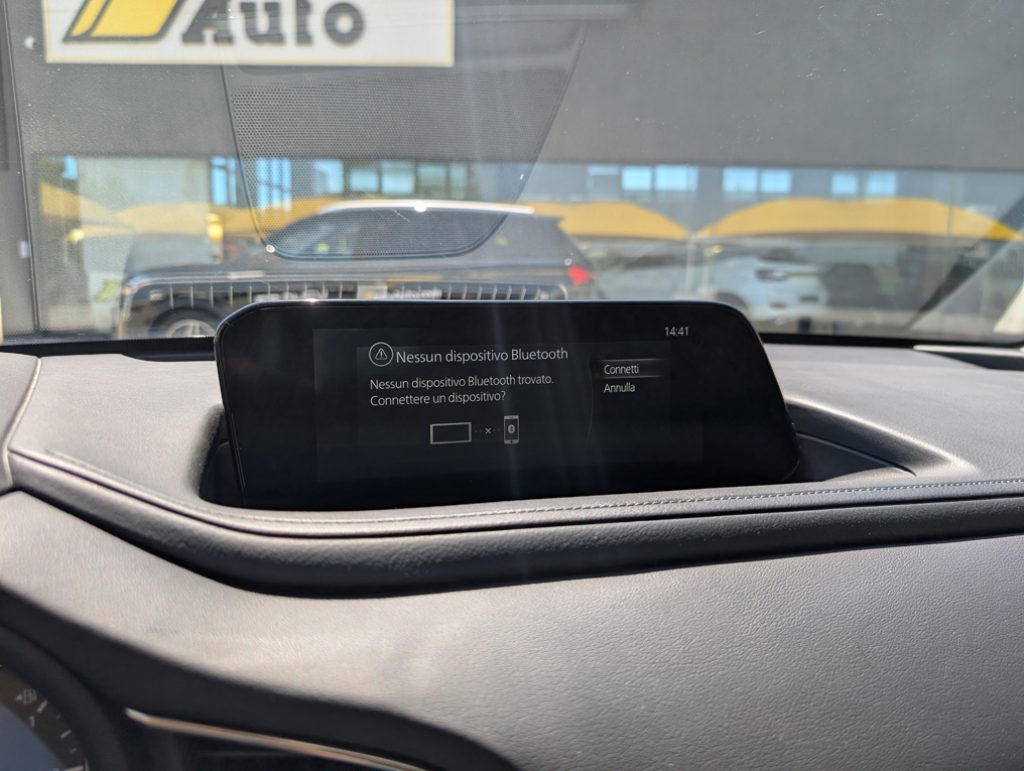 Auto
14:41
Nessun dispositivo Bluetooth
Nessun dispositivo Bluetooth trovato.
Connettere un dispositivo?
Connetti
Annulla